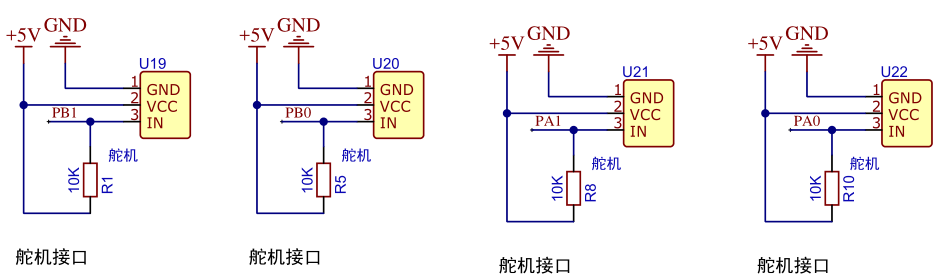 +5V GND
U19
1 GND
2 VCC
PB1 3 IN
舵机
10K R1
舵机接口
+5V GND
U20
1 GND
2 VCC
PB0 3 IN
舵机
10K R5
舵机接口
+5V GND
U21
1 GND
2 VCC
PA1 3 IN
舵机
10K R8
舵机接口
+5V GND
U22
1 GND
2 VCC
PA0 3 IN
舵机
10K R10
舵机接口